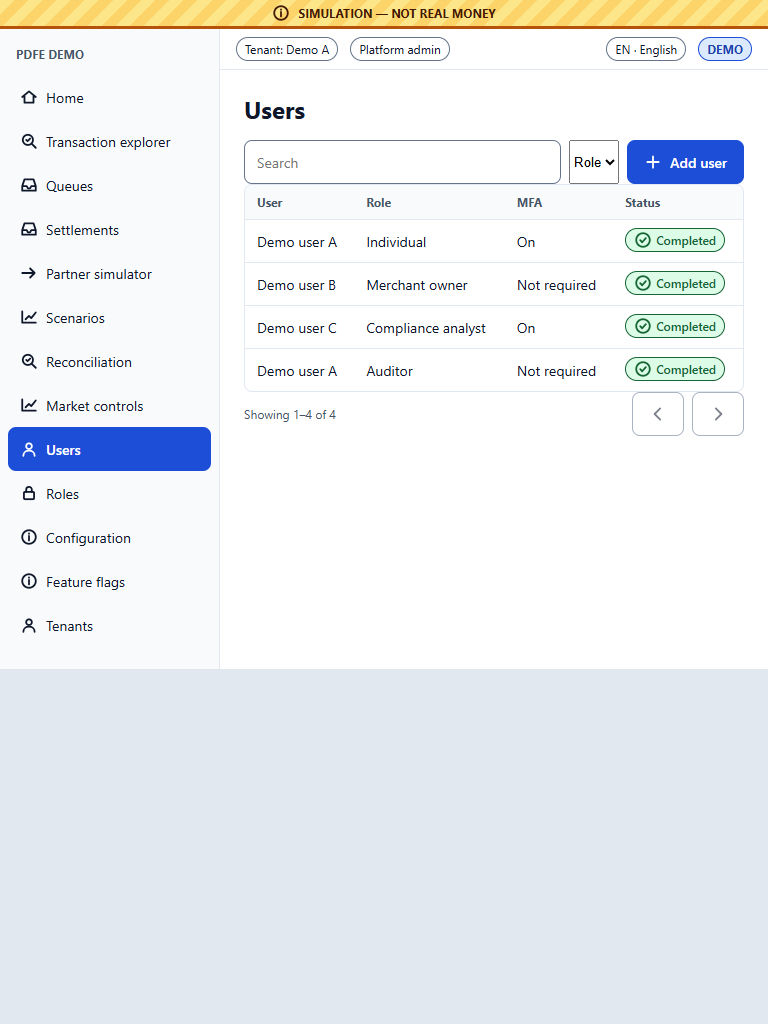 SIMULATION — NOT REAL MONEY
PDFE DEMO
Tenant: Demo A
Platform admin
EN · English
DEMO
Home
Transaction explorer
Queues
Settlements
Partner simulator
Scenarios
Reconciliation
Market controls
Users
Roles
Configuration
Feature flags
Tenants
Users
Search
Role
Add user
User Role MFA Status
Demo user A Individual On Completed
Demo user B Merchant owner Not required Completed
Demo user C Compliance analyst On Completed
Demo user A Auditor Not required Completed
Showing 1–4 of 4